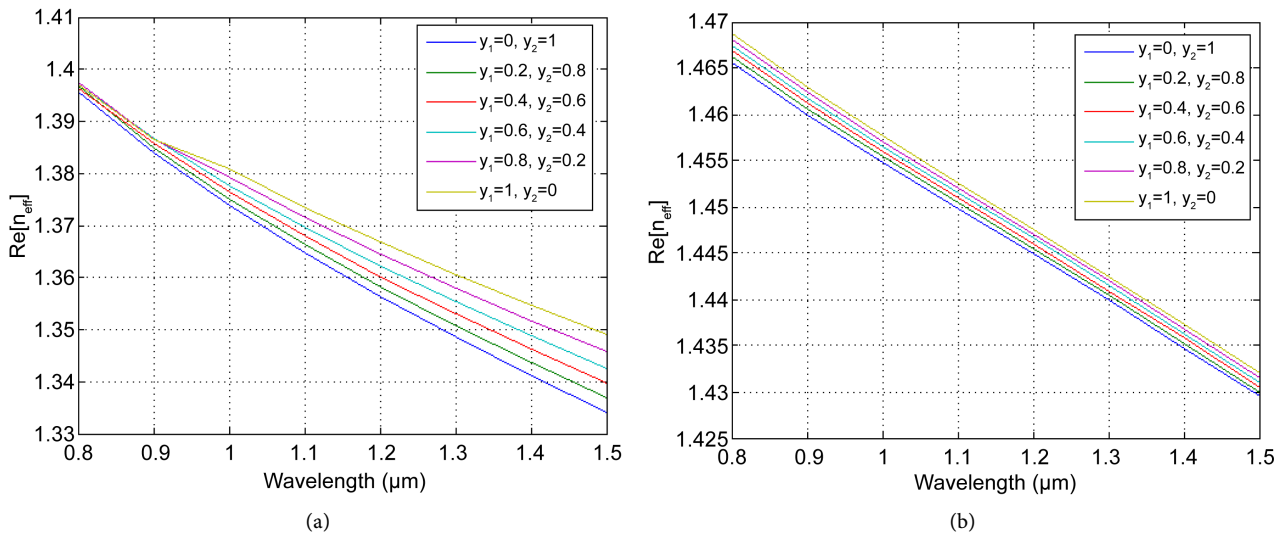 1.41
1.4
1.39
1.38
1.37
1.36
1.35
1.34
1.33
Re[n_eff]
0.8 0.9 1 1.1 1.2 1.3 1.4 1.5
Wavelength (μm)
y₁=0, y₂=1
y₁=0.2, y₂=0.8
y₁=0.4, y₂=0.6
y₁=0.6, y₂=0.4
y₁=0.8, y₂=0.2
y₁=1, y₂=0
(a)
1.47
1.465
1.46
1.455
1.45
1.445
1.44
1.435
1.43
1.425
Re[n_eff]
0.8 0.9 1 1.1 1.2 1.3 1.4 1.5
Wavelength (μm)
y₁=0, y₂=1
y₁=0.2, y₂=0.8
y₁=0.4, y₂=0.6
y₁=0.6, y₂=0.4
y₁=0.8, y₂=0.2
y₁=1, y₂=0
(b)